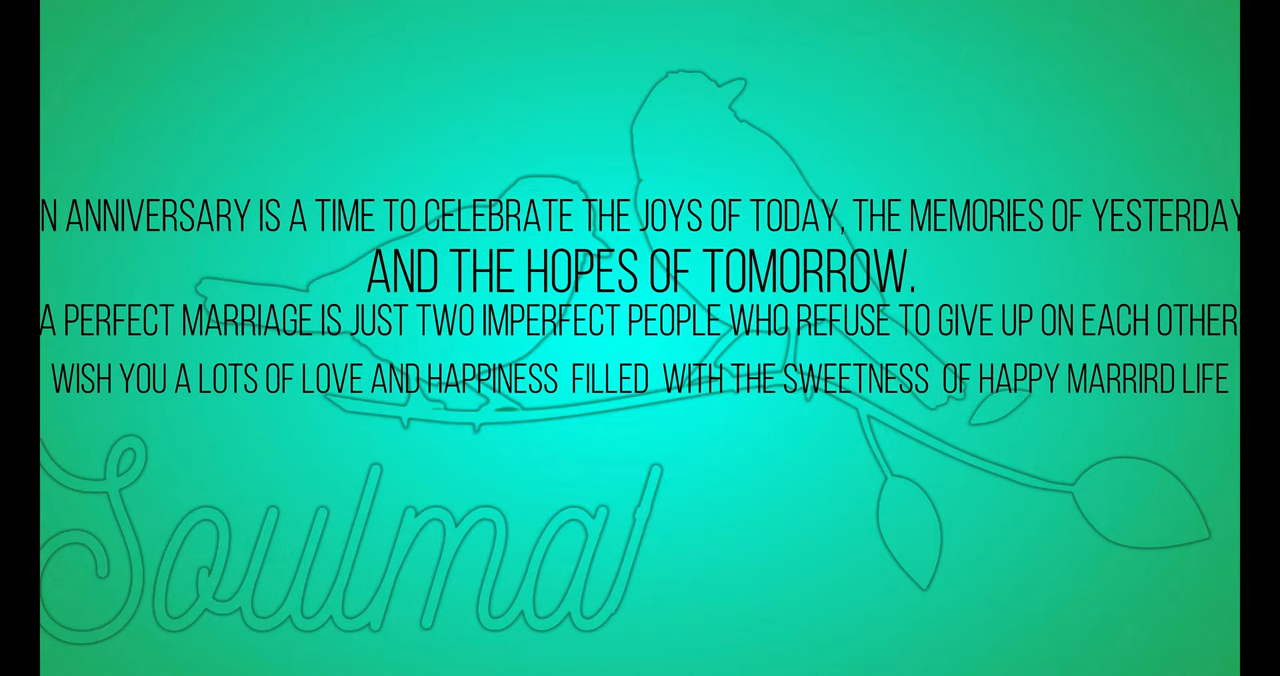 N ANNIVERSARY IS A TIME TO CELEBRATE THE JOYS OF TODAY, THE MEMORIES OF YESTERDAY
AND THE HOPES OF TOMORROW.
A PERFECT MARRIAGE IS JUST TWO IMPERFECT PEOPLE WHO REFUSE TO GIVE UP ON EACH OTHER
WISH YOU A LOTS OF LOVE AND HAPPINESS FILLED WITH THE SWEETNESS OF HAPPY MARRIRD LIFE
Soulma